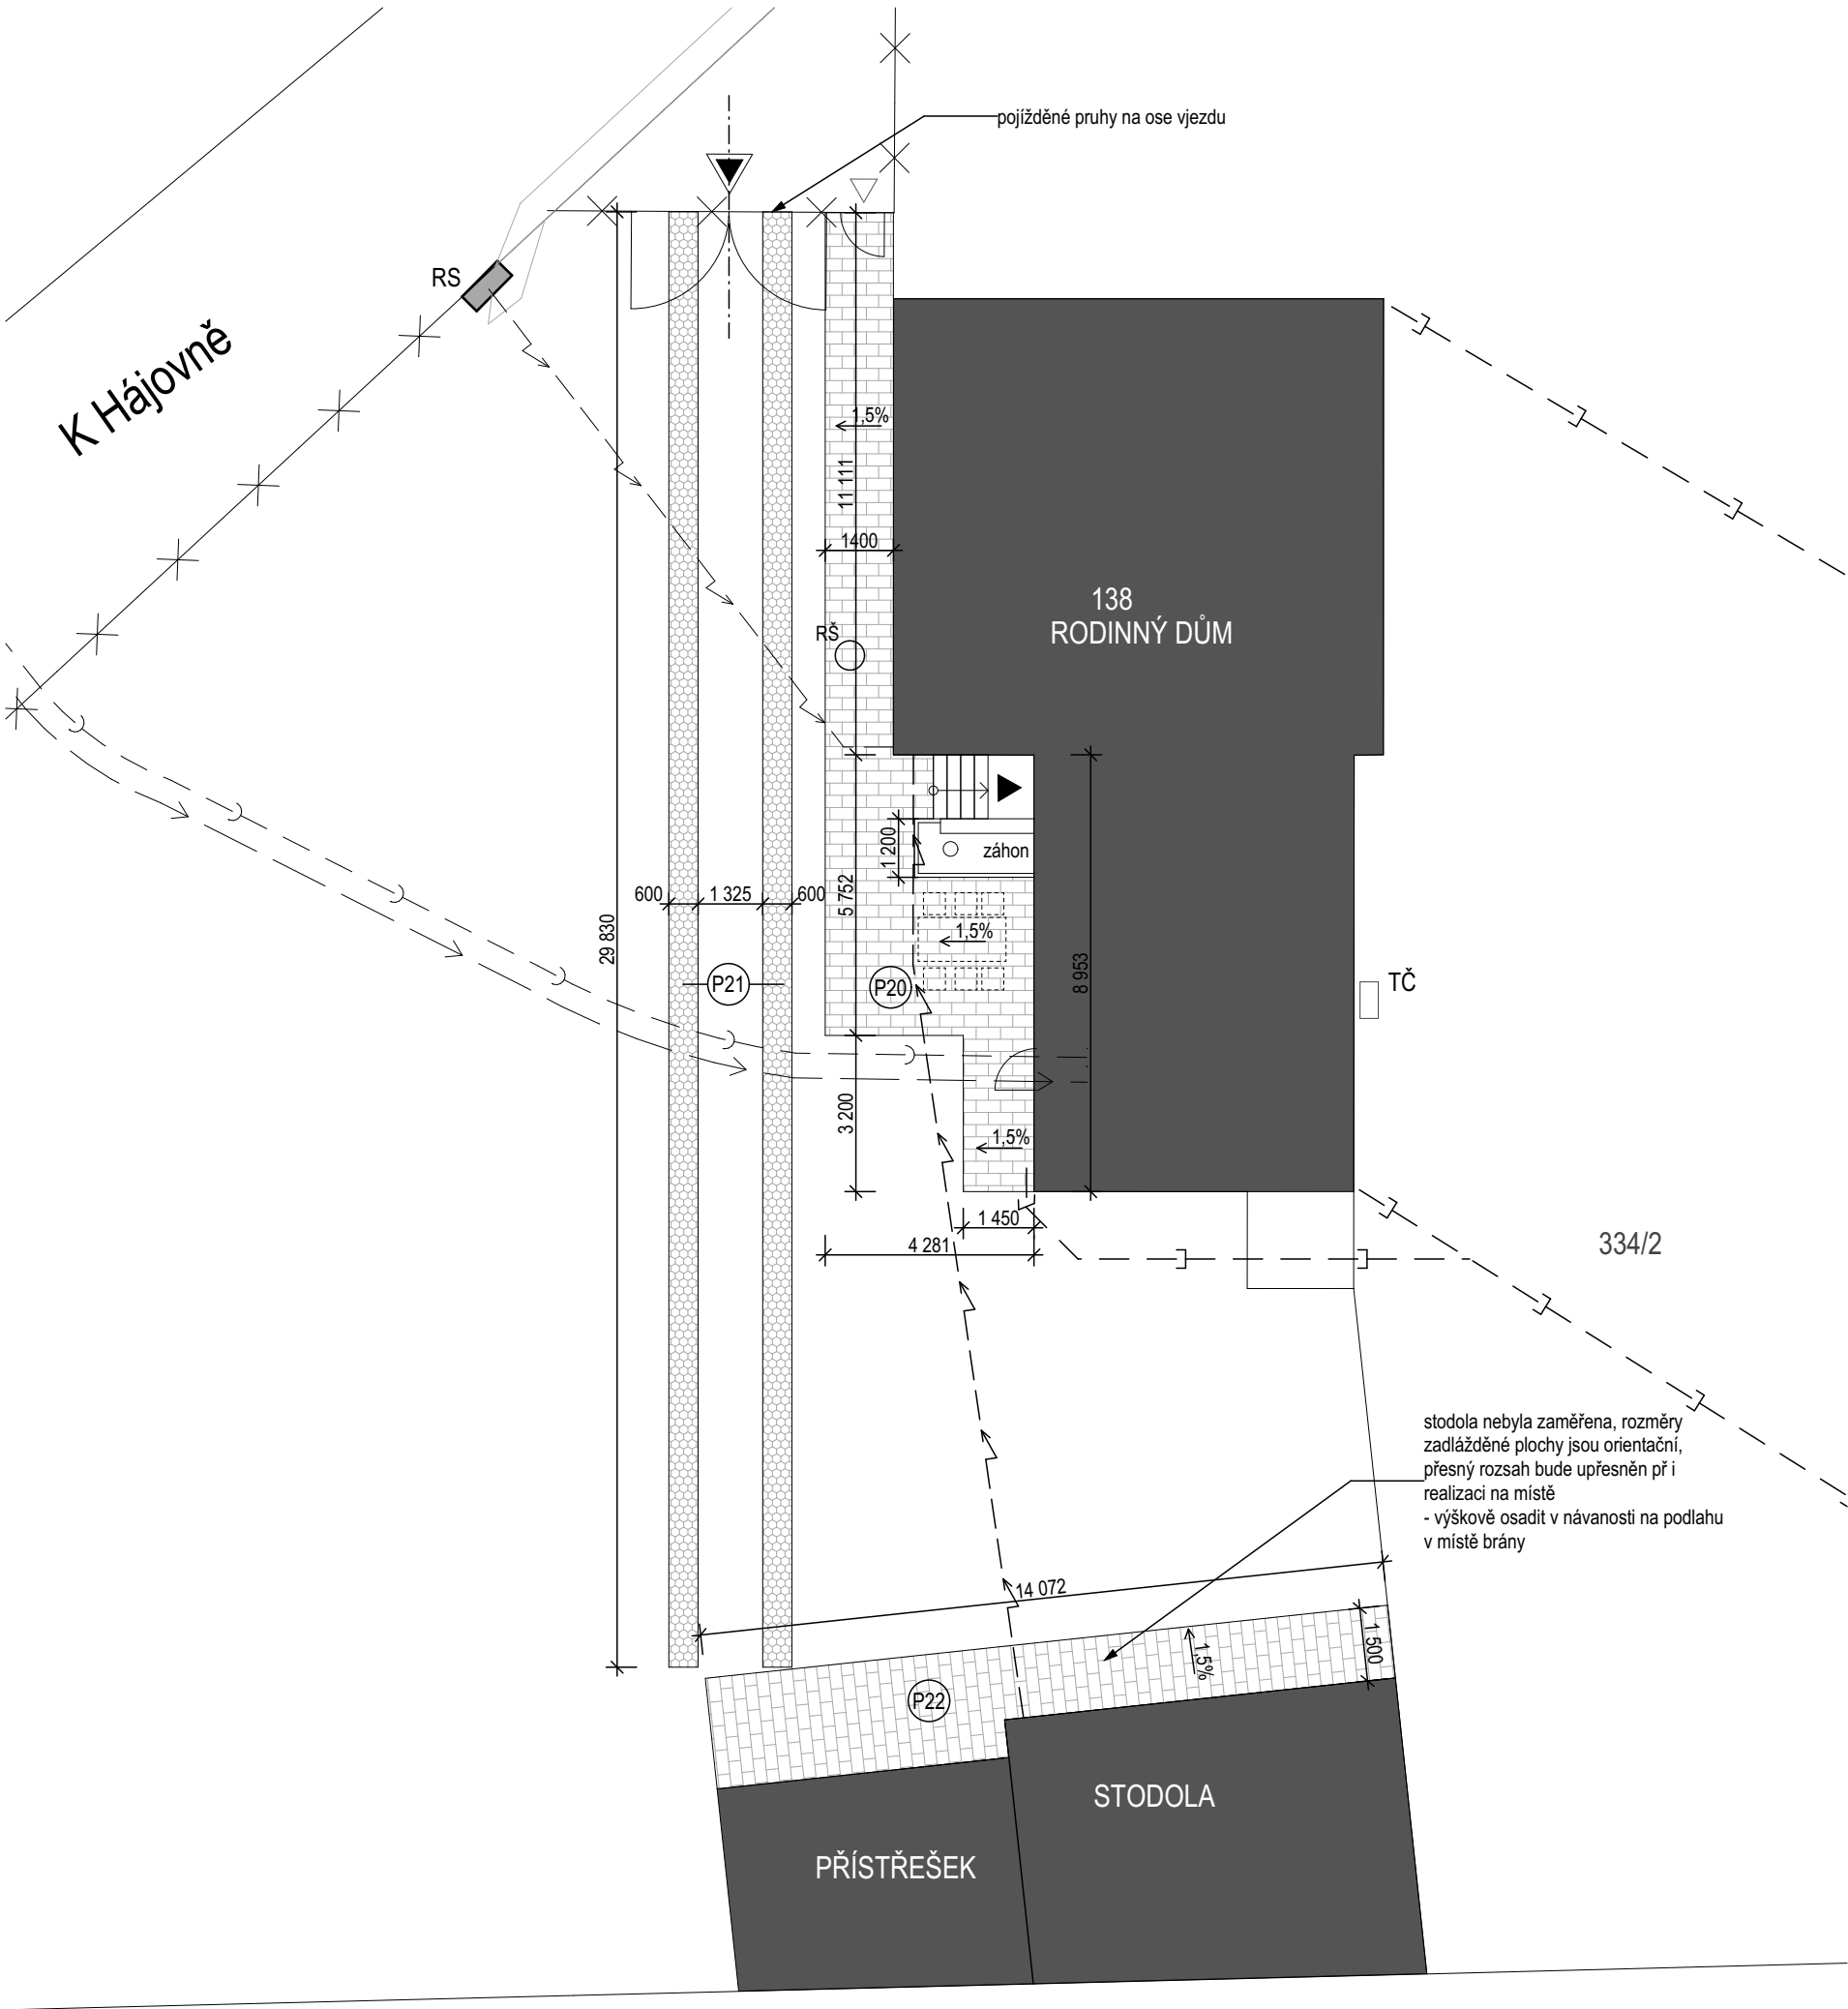 pojížděné pruhy na ose vjezdu
RS
K Hájovně
1,5%
11 111
1400
138
RODINNÝ DŮM
RŠ
1 200
záhon
600
1 325
600
5 752
29 830
1,5%
8 953
P21
P20
TČ
3 200
1,5%
1 450
4 281
334/2
stodola nebyla zaměřena, rozměry
zadlážděné plochy jsou orientační,
přesný rozsah bude upřesněn př i
realizaci na místě
- výškově osadit v návanosti na podlahu
v místě brány
14 072
1 500
1,5%
P22
STODOLA
PŘÍSTŘEŠEK